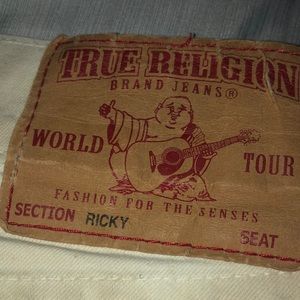 TRUE RELIGION
BRAND JEANS®
WORLD TOUR
FASHION FOR THE SENSES
SECTION RICKY SEAT